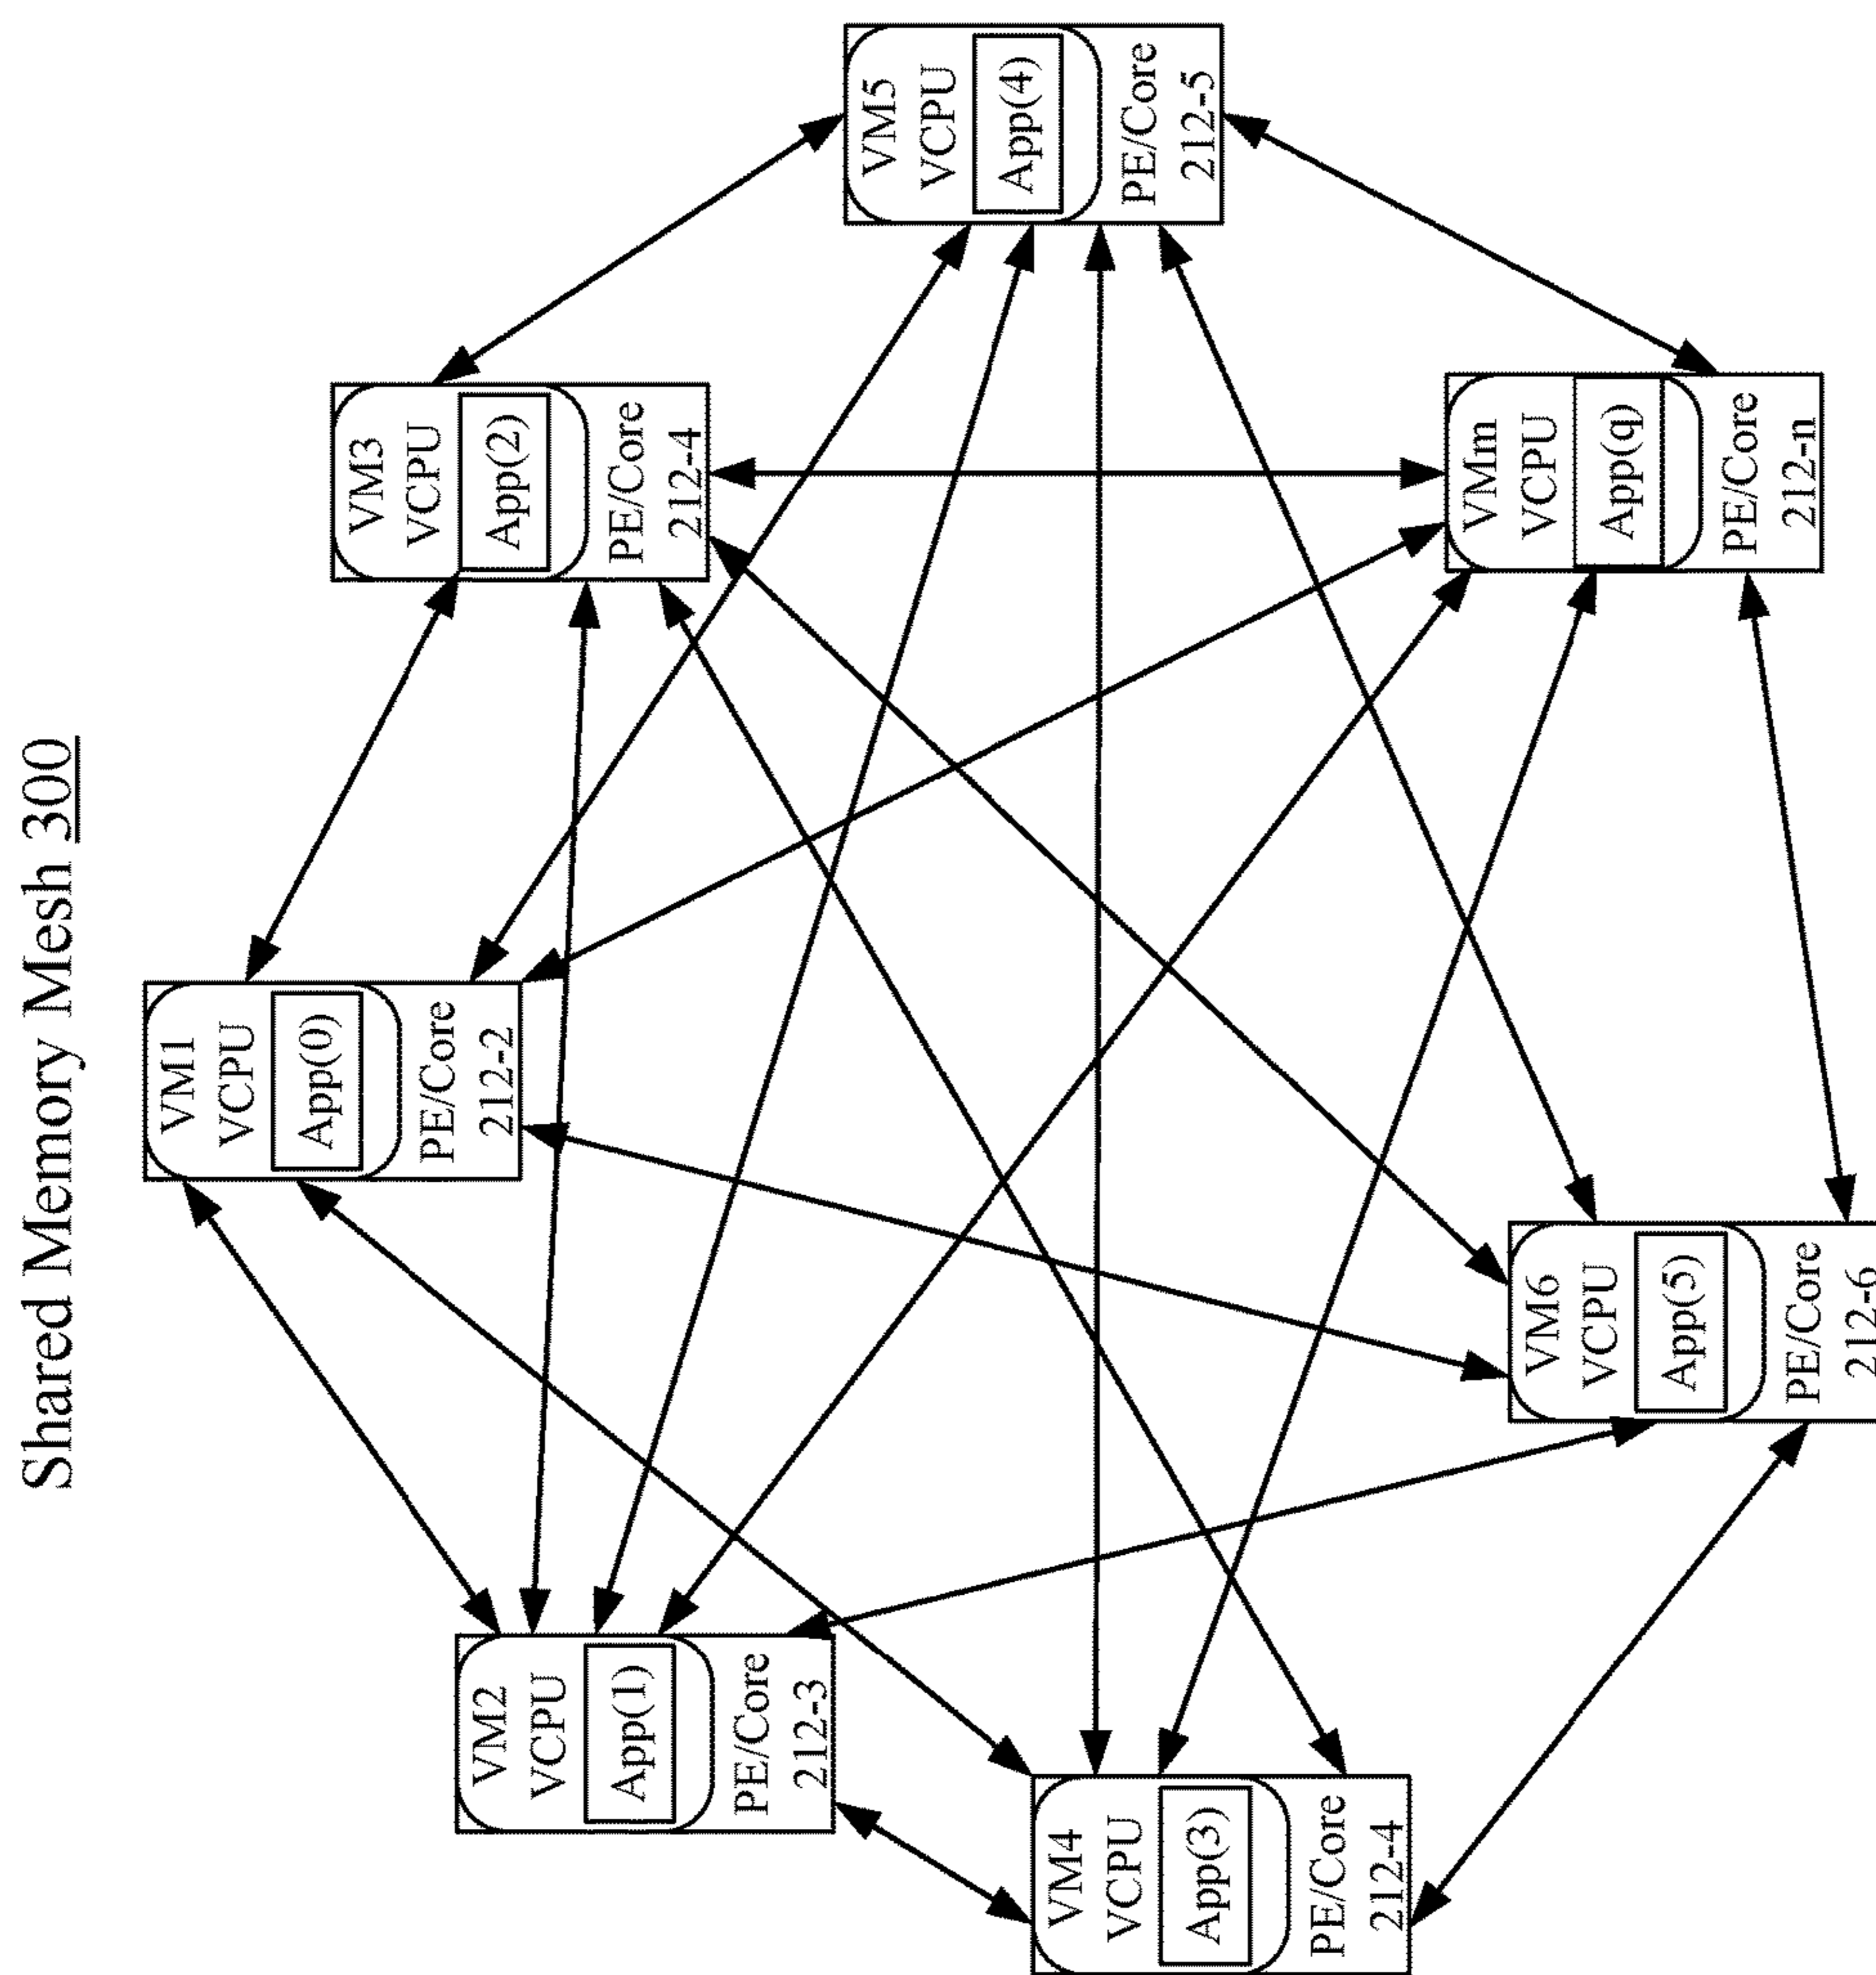 Shared Memory Mesh 300
VM2
VCPU
App(1)
PE/Core
212-3
VM1
VCPU
App(0)
PE/Core
212-2
VM3
VCPU
App(2)
PE/Core
212-4
VM5
VCPU
App(4)
PE/Core
212-5
VM4
VCPU
App(3)
PE/Core
212-4
VM6
VCPU
App(5)
PE/Core
212-6
VMm
VCPU
App(q)
PE/Core
212-n